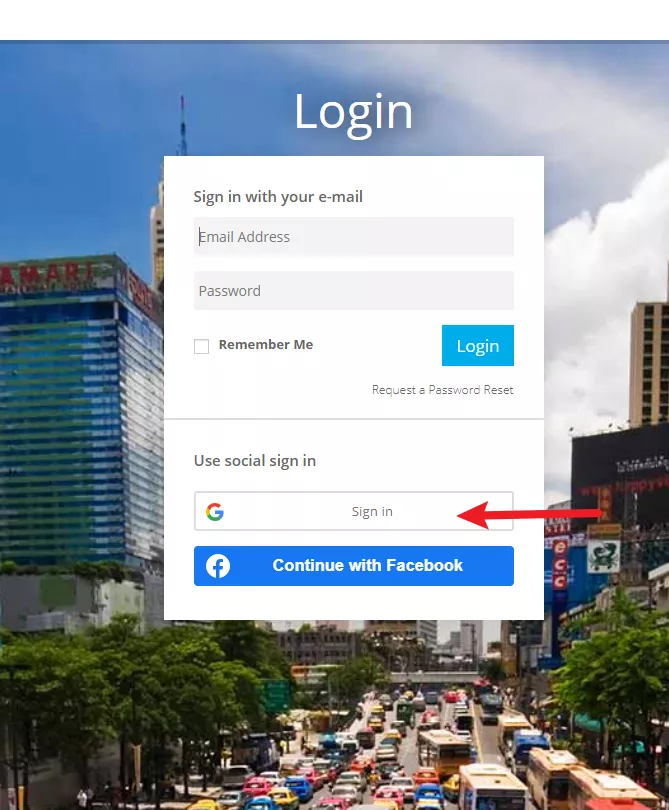 Login
Sign in with your e-mail
Email Address
Password
Remember Me
Login
Request a Password Reset
Use social sign in
Sign in
Continue with Facebook
AMARI